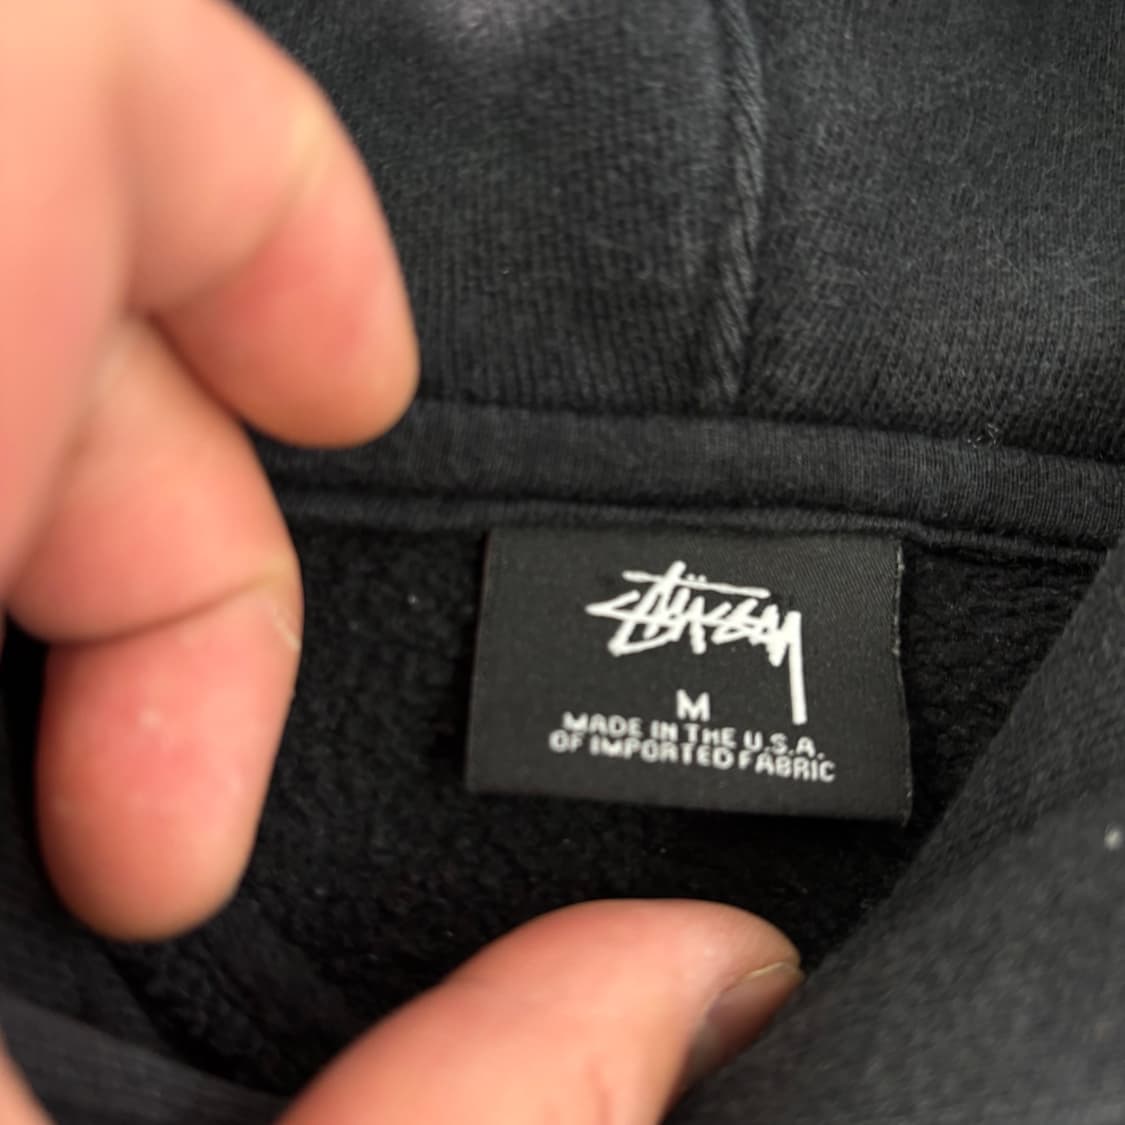 Stüssy
M
MADE IN THE U.S.A.
OF IMPORTED FABRIC